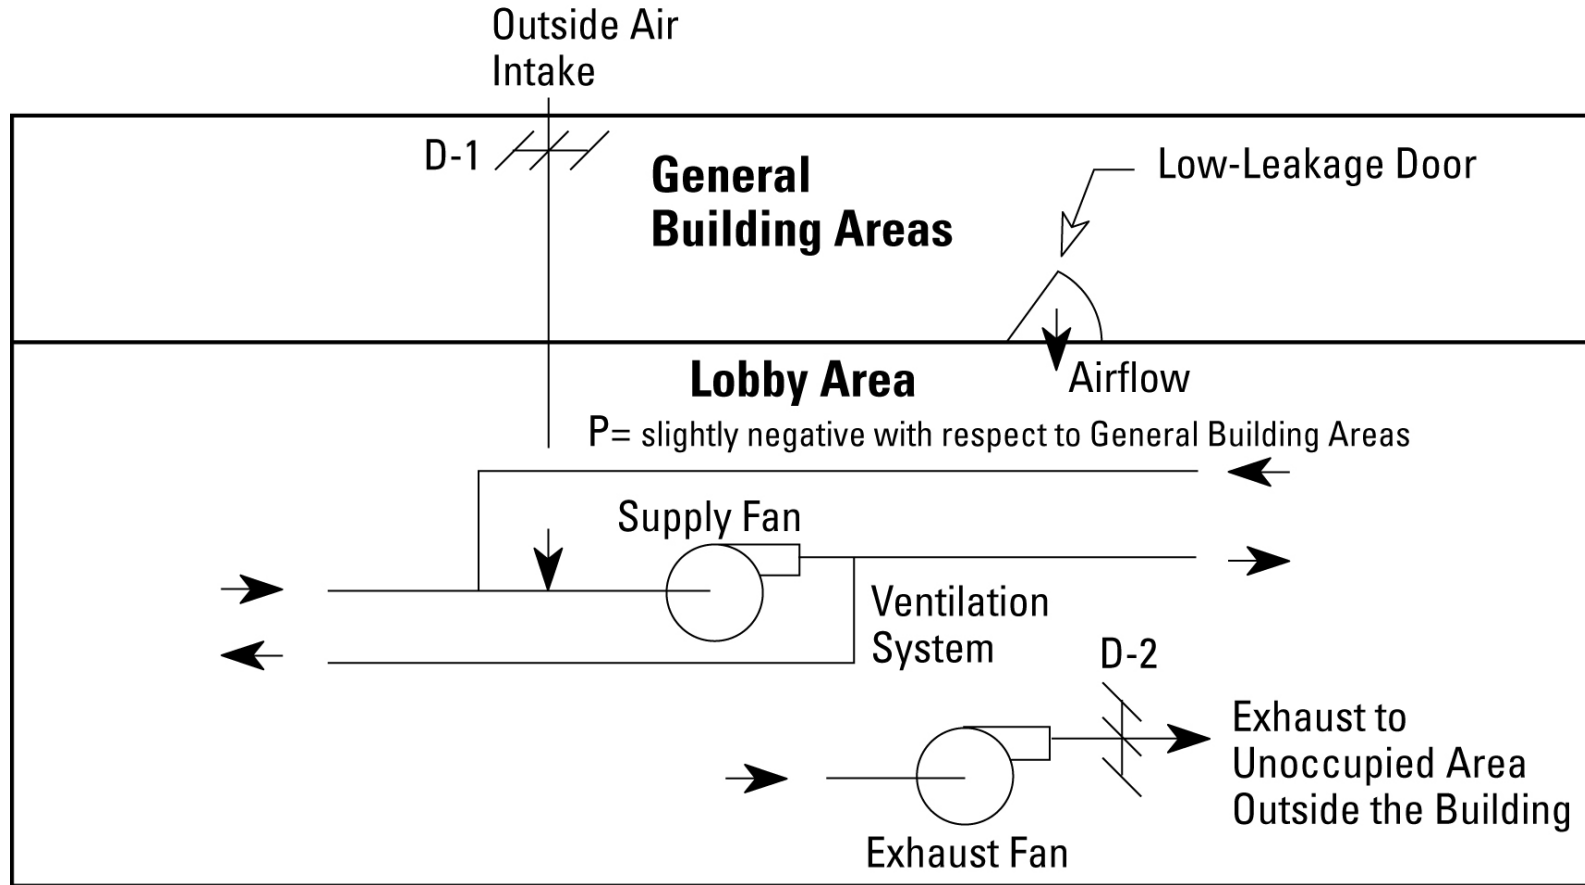 Outside Air
Intake
D-1
General
Building Areas
Low-Leakage Door
Lobby Area
Airflow
P= slightly negative with respect to General Building Areas
Supply Fan
Ventilation
System
D-2
Exhaust to
Unoccupied Area
Outside the Building
Exhaust Fan